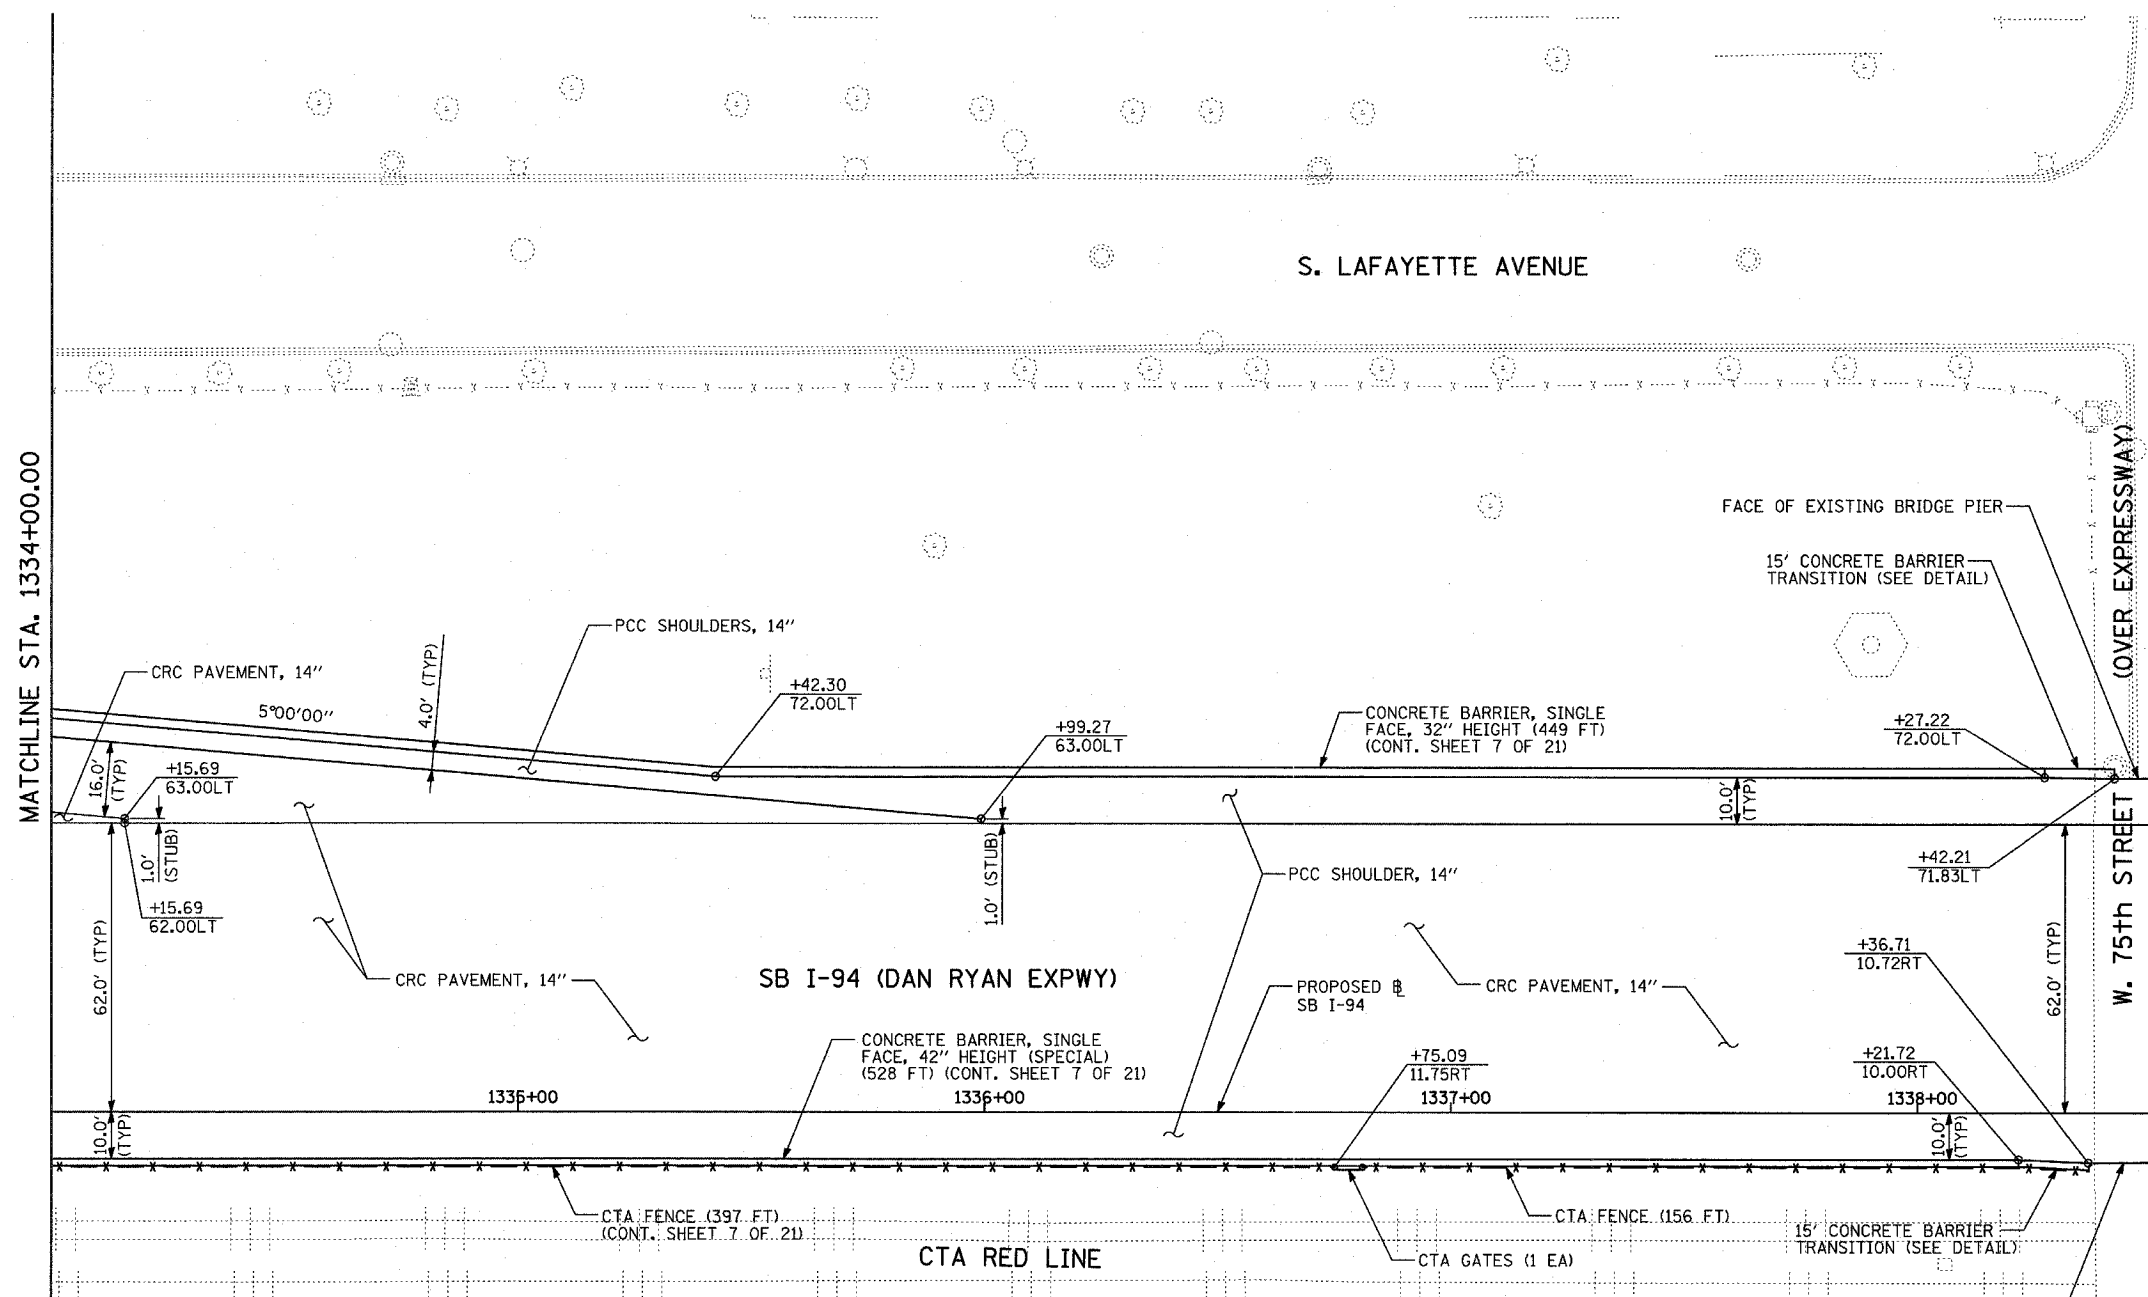 S. LAFAYETTE AVENUE
MATCHLINE STA. 1334+00.00
FACE OF EXISTING BRIDGE PIER
15' CONCRETE BARRIER
TRANSITION (SEE DETAIL)
W. 75th STREET (OVER EXPRESSWAY)
PCC SHOULDERS, 14"
CRC PAVEMENT, 14"
5°00'00"
4.0' (TYP)
+42.30
72.00LT
+99.27
63.00LT
CONCRETE BARRIER, SINGLE
FACE, 32" HEIGHT (449 FT)
(CONT. SHEET 7 OF 21)
+27.22
72.00LT
16.0'
(TYP)
+15.69
63.00LT
10.0'
(TYP)
1.0'
(STUB)
1.0' (STUB)
+15.69
62.00LT
PCC SHOULDER, 14"
+42.21
71.83LT
62.0' (TYP)
CRC PAVEMENT, 14"
SB I-94 (DAN RYAN EXPWY)
PROPOSED ℄
SB I-94
CRC PAVEMENT, 14"
+36.71
10.72RT
62.0' (TYP)
CONCRETE BARRIER, SINGLE
FACE, 42" HEIGHT (SPECIAL)
(528 FT) (CONT. SHEET 7 OF 21)
+75.09
11.75RT
+21.72
10.00RT
1335+00
1336+00
1337+00
1338+00
10.0'
(TYP)
10.0'
(TYP)
CTA FENCE (397 FT)
(CONT. SHEET 7 OF 21)
CTA RED LINE
CTA FENCE (156 FT)
CTA GATES (1 EA)
15' CONCRETE BARRIER
TRANSITION (SEE DETAIL)